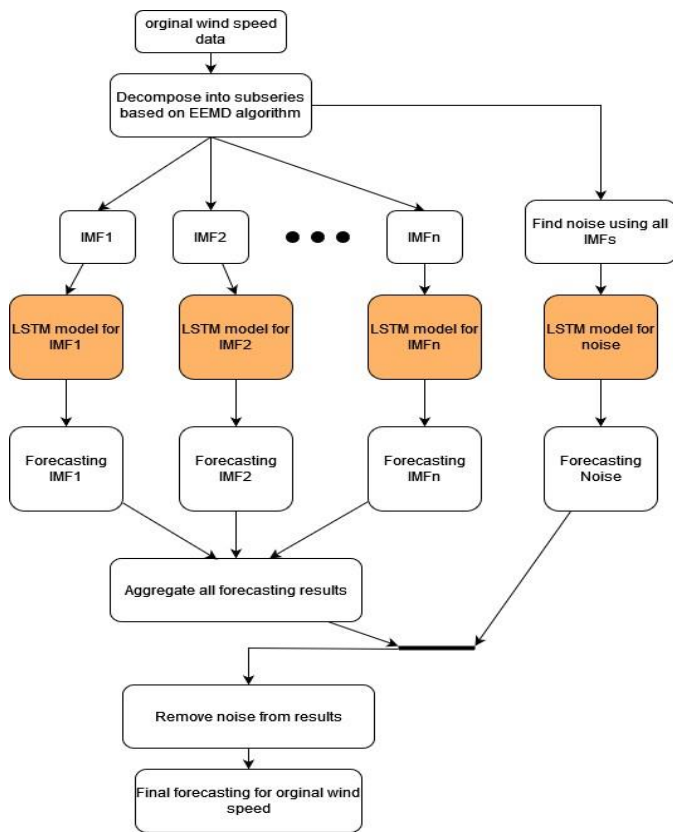 orginal wind speed
data
Decompose into subseries
based on EEMD algorithm
IMF1
IMF2
IMFn
Find noise using all
IMFs
LSTM model for
IMF1
LSTM model for
IMF2
LSTM model for
IMFn
LSTM model for
noise
Forecasting
IMF1
Forecasting
IMF2
Forecasting
IMFn
Forecasting
Noise
Aggregate all forecasting results
Remove noise from results
Final forecasting for orginal wind
speed